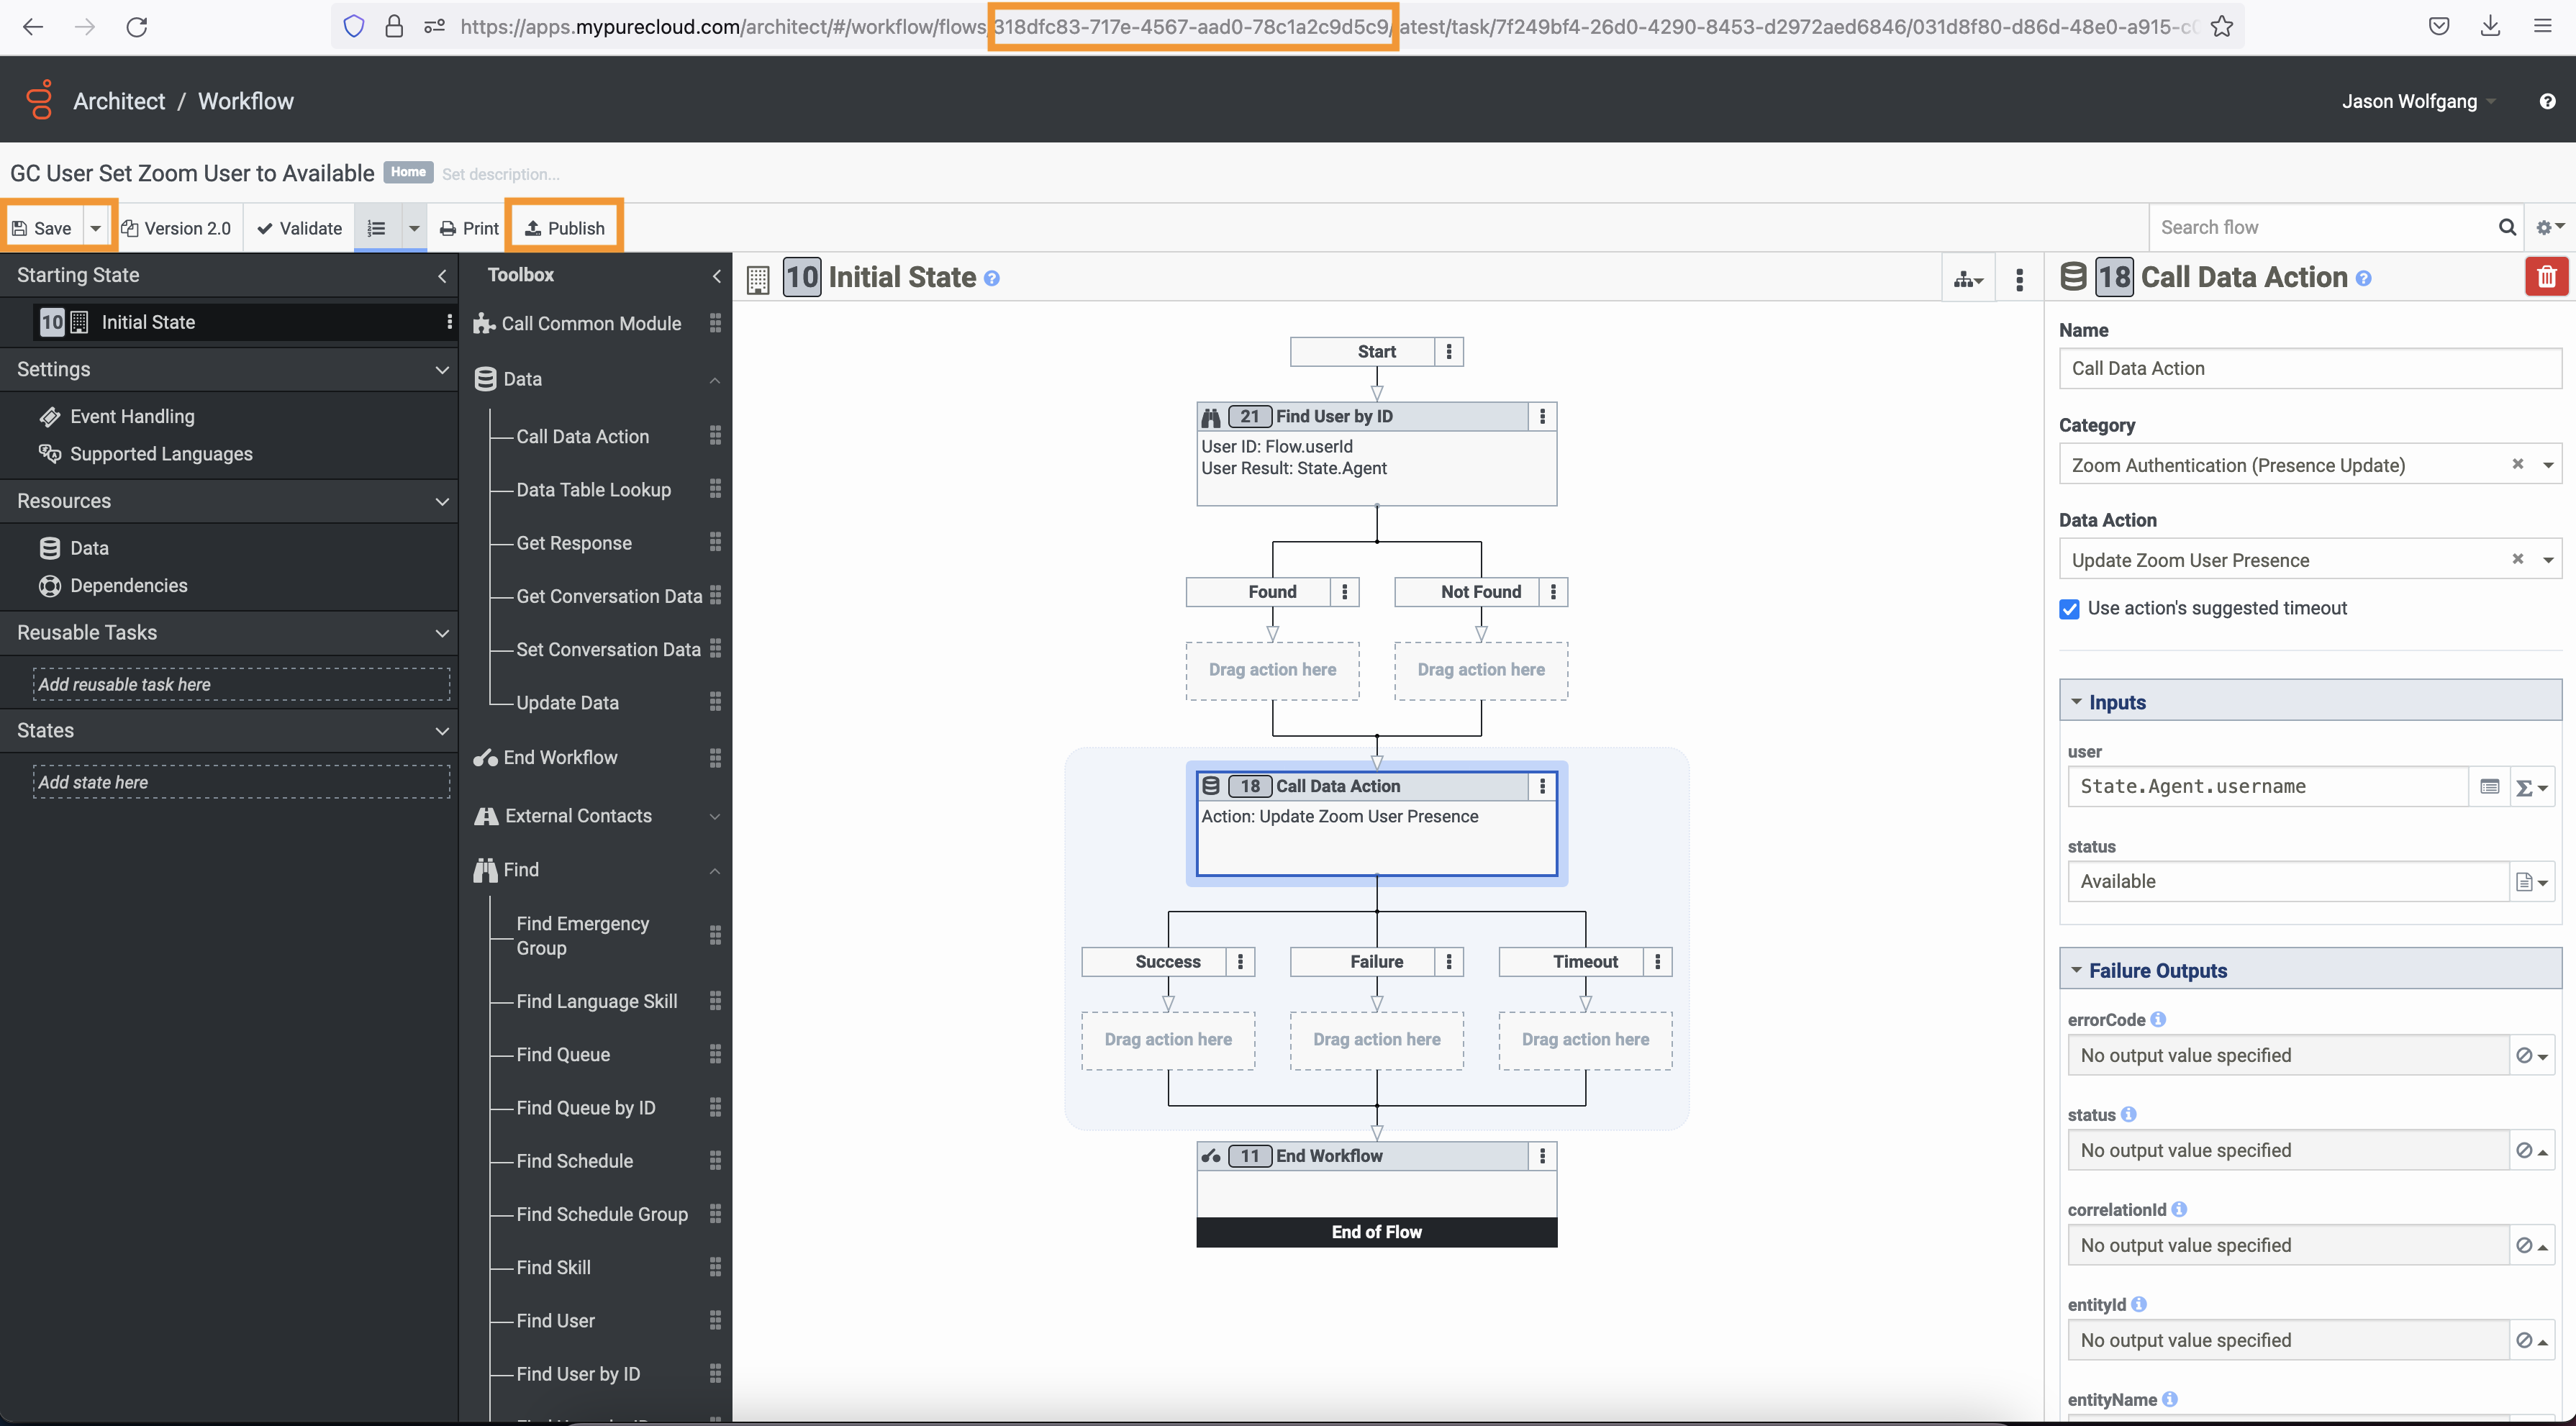 https://apps.mypurecloud.com/architect/#/workflow/flows/318dfc83-717e-4567-aad0-78c1a2c9d5c9/latest/task/7f249bf4-26d0-4290-8453-d2972aed6846/031d8f80-d86d-48e0-a915-c
Architect / Workflow
Jason Wolfgang
GC User Set Zoom User to Available Home Set description...
Save Version 2.0 Validate Print Publish
Search flow
Starting State
10 Initial State
Settings
Event Handling
Supported Languages
Resources
Data
Dependencies
Reusable Tasks
Add reusable task here
States
Add state here
Toolbox
Call Common Module
Data
Call Data Action
Data Table Lookup
Get Response
Get Conversation Data
Set Conversation Data
Update Data
End Workflow
External Contacts
Find
Find Emergency
Group
Find Language Skill
Find Queue
Find Queue by ID
Find Schedule
Find Schedule Group
Find Skill
Find User
Find User by ID
10 Initial State ?
Start
21 Find User by ID
User ID: Flow.userId
User Result: State.Agent
Found Not Found
Drag action here Drag action here
18 Call Data Action
Action: Update Zoom User Presence
Success Failure Timeout
Drag action here Drag action here Drag action here
11 End Workflow
End of Flow
18 Call Data Action ?
Name
Call Data Action
Category
Zoom Authentication (Presence Update)
Data Action
Update Zoom User Presence
Use action's suggested timeout
Inputs
user
State.Agent.username
status
Available
Failure Outputs
errorCode
No output value specified
status
No output value specified
correlationId
No output value specified
entityId
No output value specified
entityName